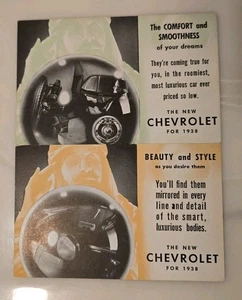 The COMFORT and
SMOOTHNESS
of your dreams
They're coming true for
you, in the roomiest,
most luxurious car ever
priced so low.
THE NEW
CHEVROLET
FOR 1938
BEAUTY and STYLE
as you desire them
You'll find them
mirrored in every
line and detail
of the smart,
luxurious bodies.
THE NEW
CHEVROLET
FOR 1938